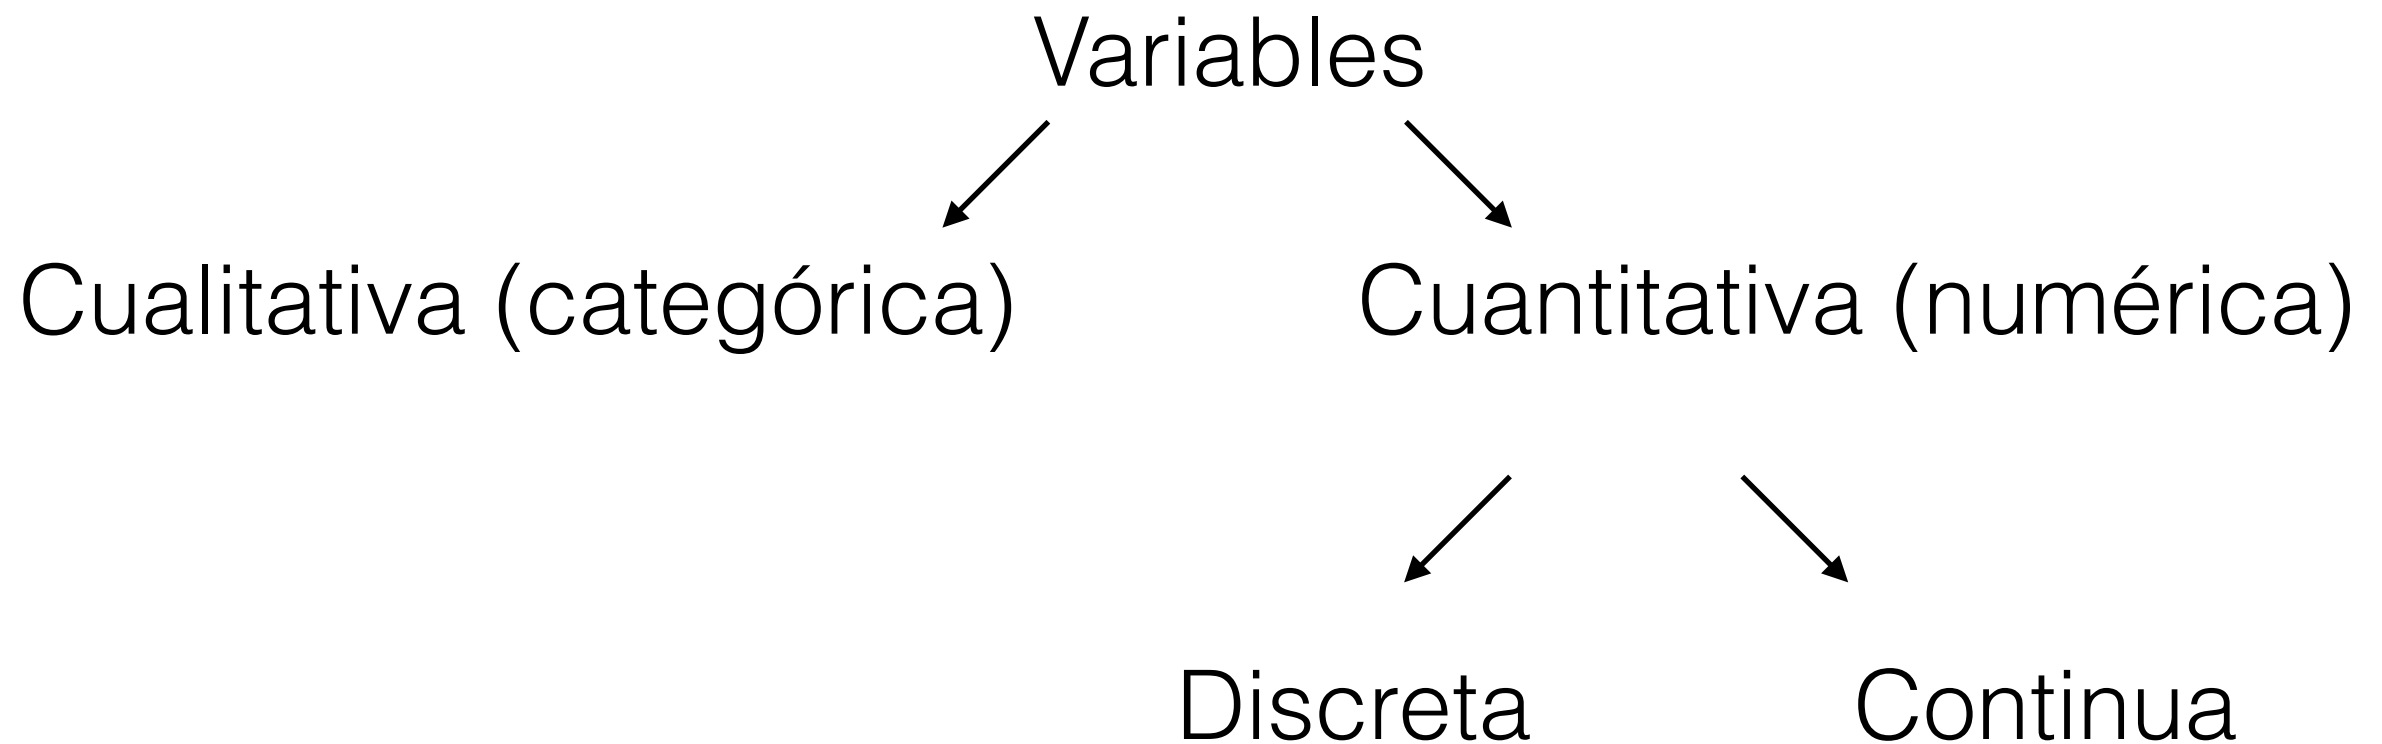 Variables
Cualitativa (categórica)
Cuantitativa (numérica)
Discreta
Continua